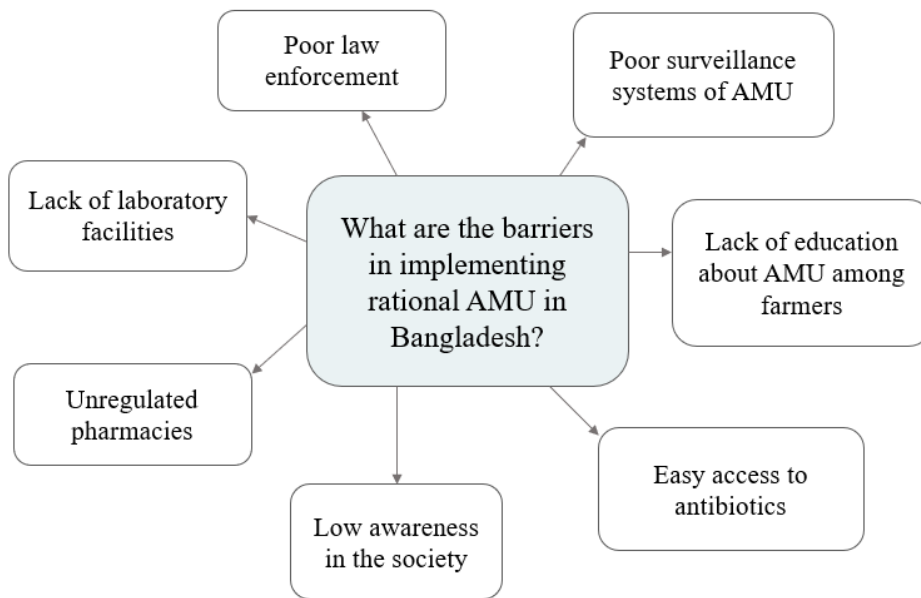 Poor law
enforcement
Poor surveillance
systems of AMU
Lack of laboratory
facilities
What are the barriers
in implementing
rational AMU in
Bangladesh?
Lack of education
about AMU among
farmers
Unregulated
pharmacies
Easy access to
antibiotics
Low awareness
in the society